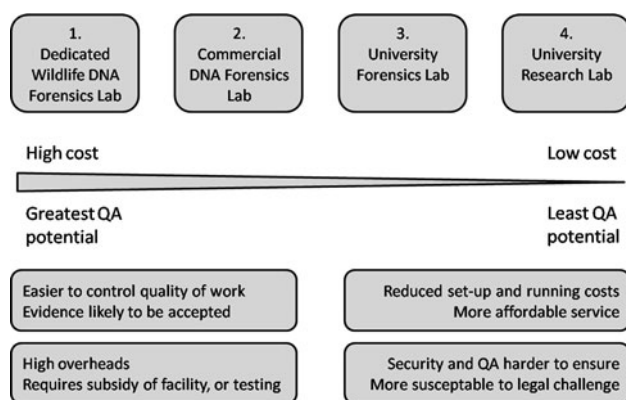 1.
Dedicated
Wildlife DNA
Forensics Lab
2.
Commercial
DNA Forensics
Lab
3.
University
Forensics Lab
4.
University
Research Lab
High cost
Low cost
Greatest QA
potential
Least QA
potential
Easier to control quality of work
Evidence likely to be accepted
Reduced set-up and running costs
More affordable service
High overheads
Requires subsidy of facility, or testing
Security and QA harder to ensure
More susceptable to legal challenge